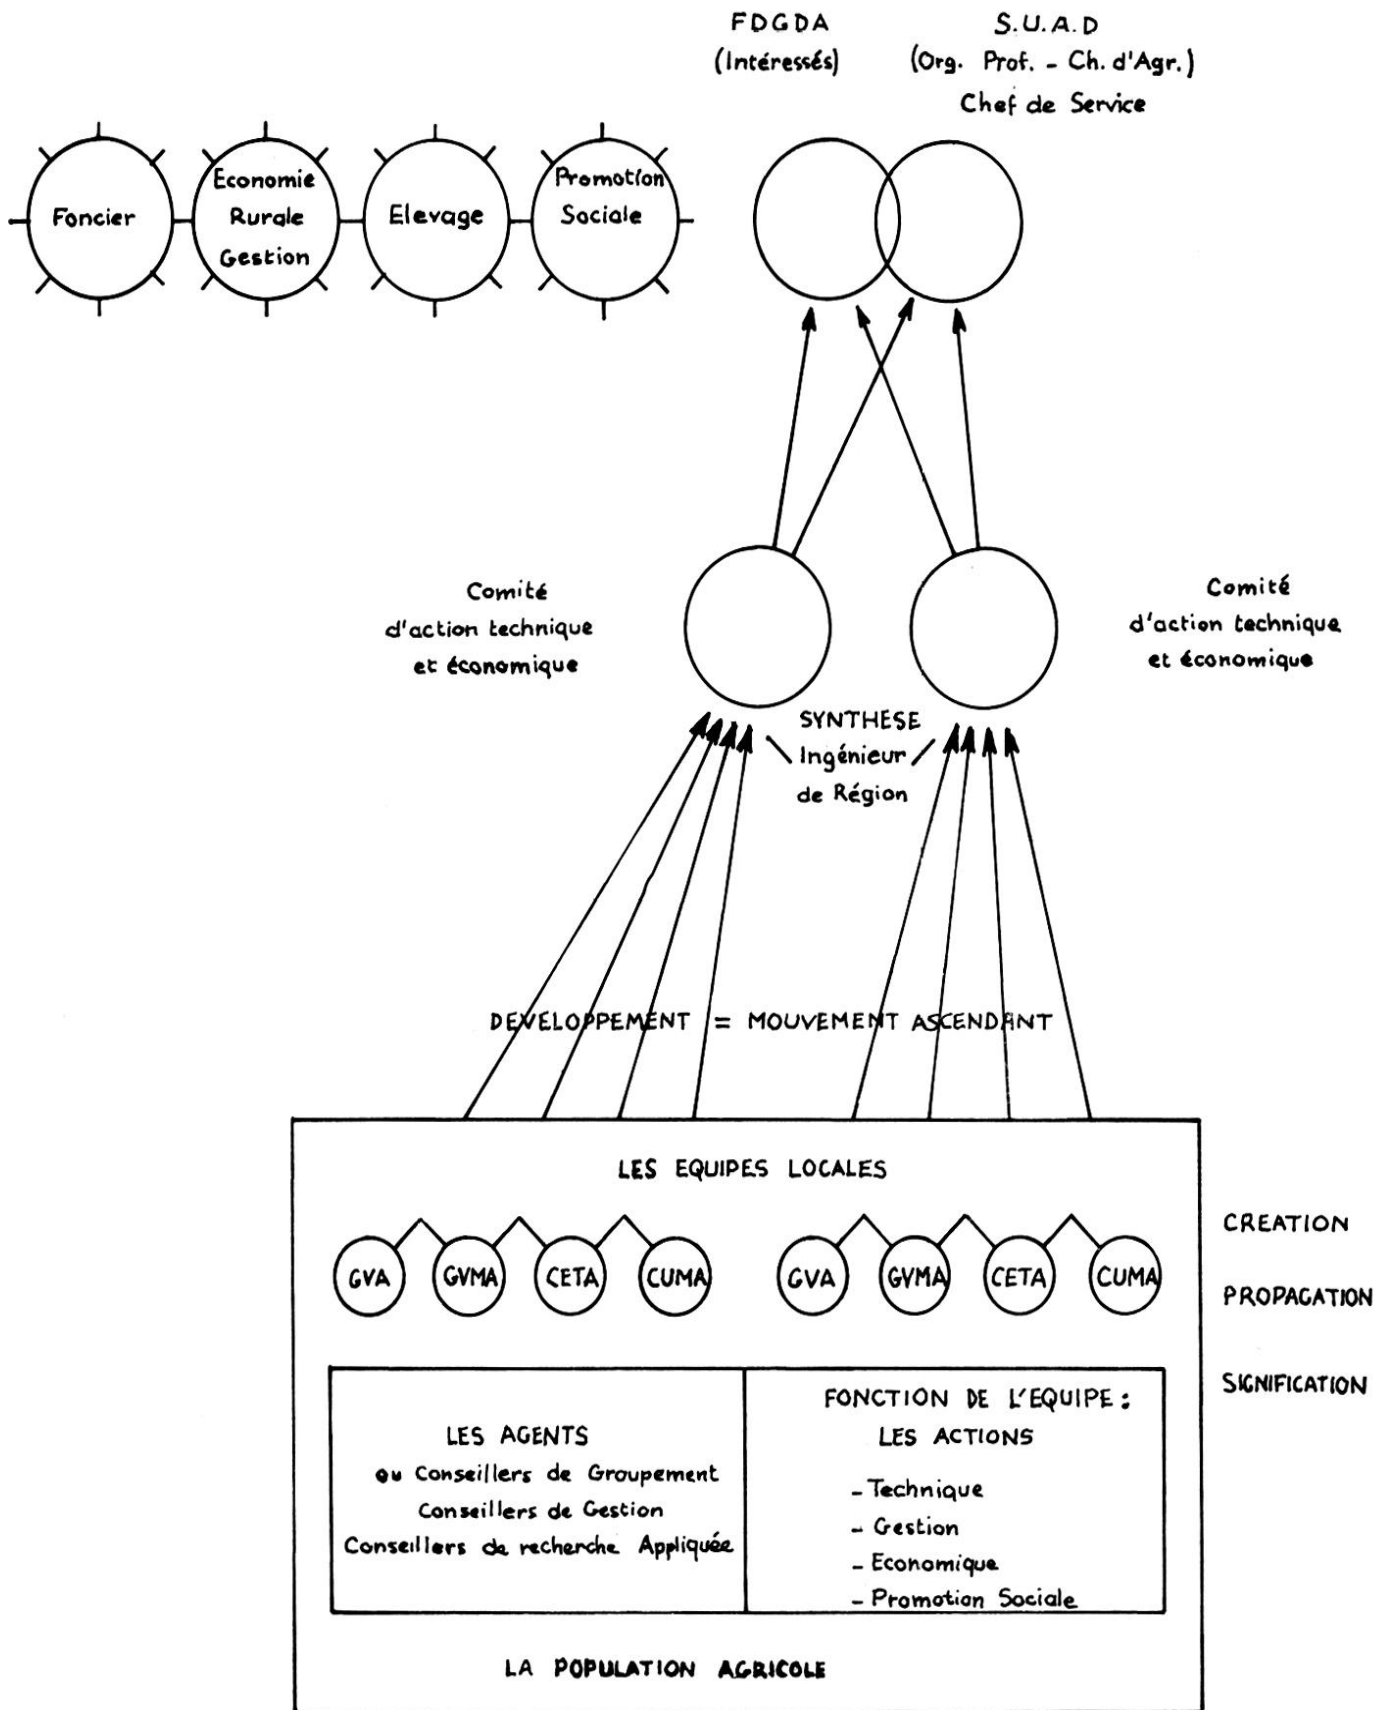 FDGDA
(Intéressés)
S.U.A.D
(Org. Prof. - Ch. d'Agr.)
Chef de Service
Foncier
Economie
Rurale
Gestion
Elevage
Promotion
Sociale
Comité
d'action technique
et économique
Comité
d'action technique
et économique
SYNTHESE
Ingénieur
de Région
DEVELOPPEMENT = MOUVEMENT ASCENDANT
LES EQUIPES LOCALES
GVA
GVMA
CETA
CUMA
GVA
GVMA
CETA
CUMA
CREATION
PROPAGATION
SIGNIFICATION
LES AGENTS
ou Conseillers de Groupement
Conseillers de Gestion
Conseillers de recherche Appliquée
FONCTION DE L'EQUIPE :
LES ACTIONS
- Technique
- Gestion
- Economique
- Promotion Sociale
LA POPULATION AGRICOLE